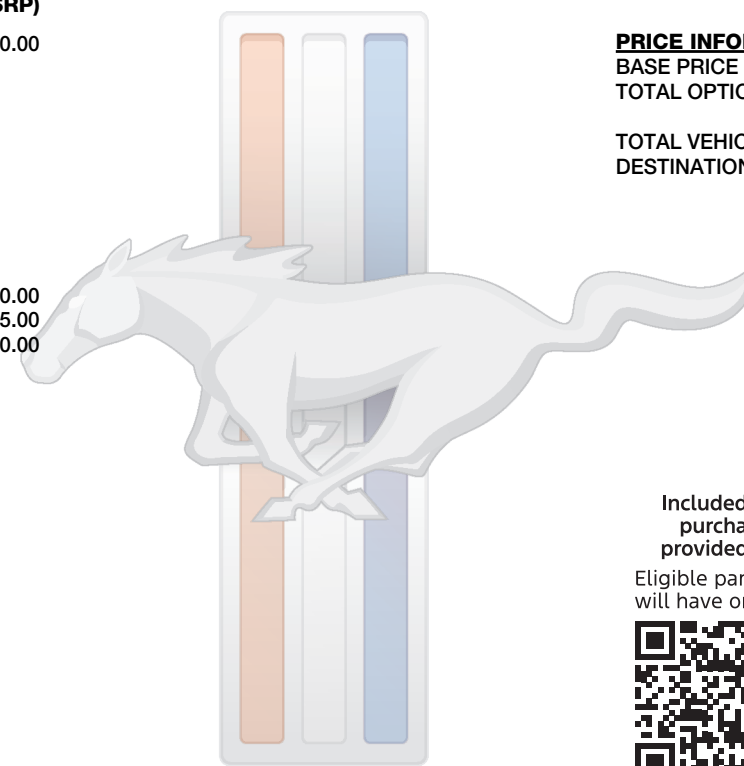 SRP)
0.00
0.00
5.00
0.00
PRICE INFO
BASE PRICE
TOTAL OPTIO
TOTAL VEHIC
DESTINATION
Included
purcha
provided
Eligible par
will have o